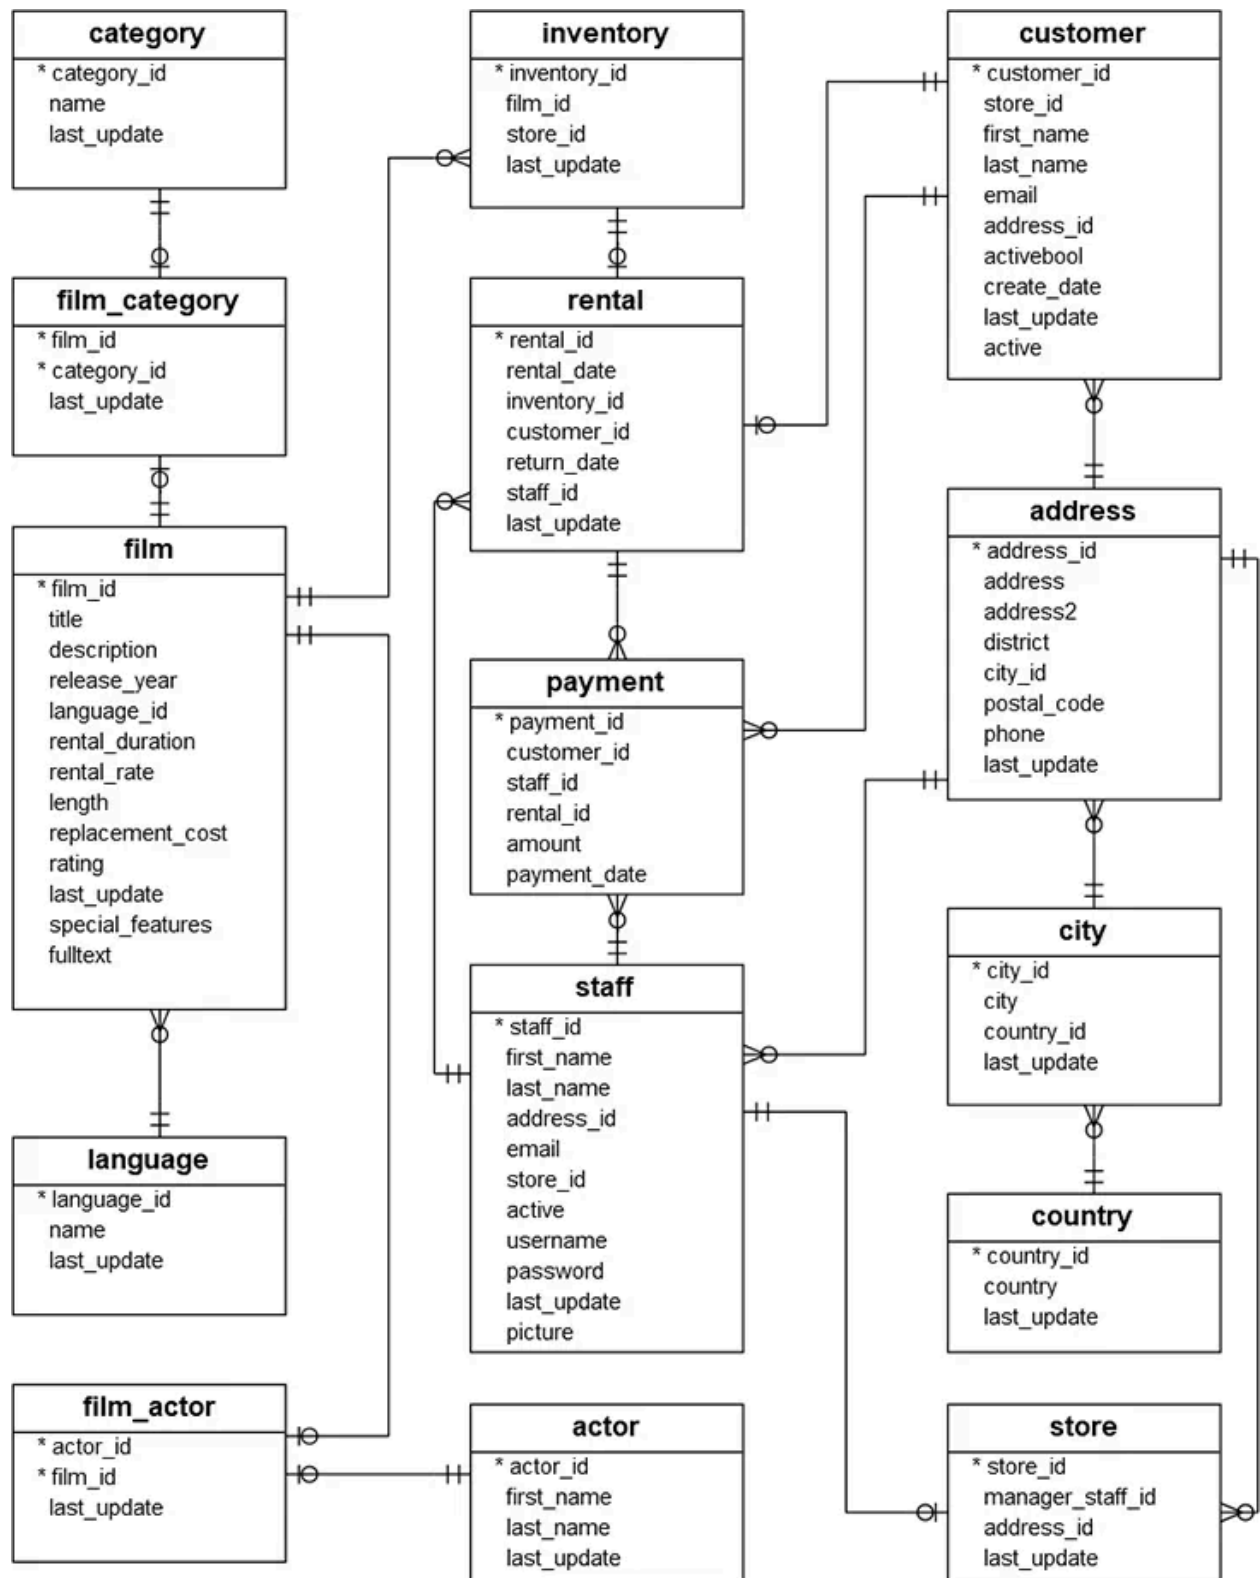 category
* category_id
name
last_update
film_category
* film_id
* category_id
last_update
film
* film_id
title
description
release_year
language_id
rental_duration
rental_rate
length
replacement_cost
rating
last_update
special_features
fulltext
language
* language_id
name
last_update
film_actor
* actor_id
* film_id
last_update
inventory
* inventory_id
film_id
store_id
last_update
rental
* rental_id
rental_date
inventory_id
customer_id
return_date
staff_id
last_update
payment
* payment_id
customer_id
staff_id
rental_id
amount
payment_date
staff
* staff_id
first_name
last_name
address_id
email
store_id
active
username
password
last_update
picture
actor
* actor_id
first_name
last_name
last_update
customer
* customer_id
store_id
first_name
last_name
email
address_id
activebool
create_date
last_update
active
address
* address_id
address
address2
district
city_id
postal_code
phone
last_update
city
* city_id
city
country_id
last_update
country
* country_id
country
last_update
store
* store_id
manager_staff_id
address_id
last_update